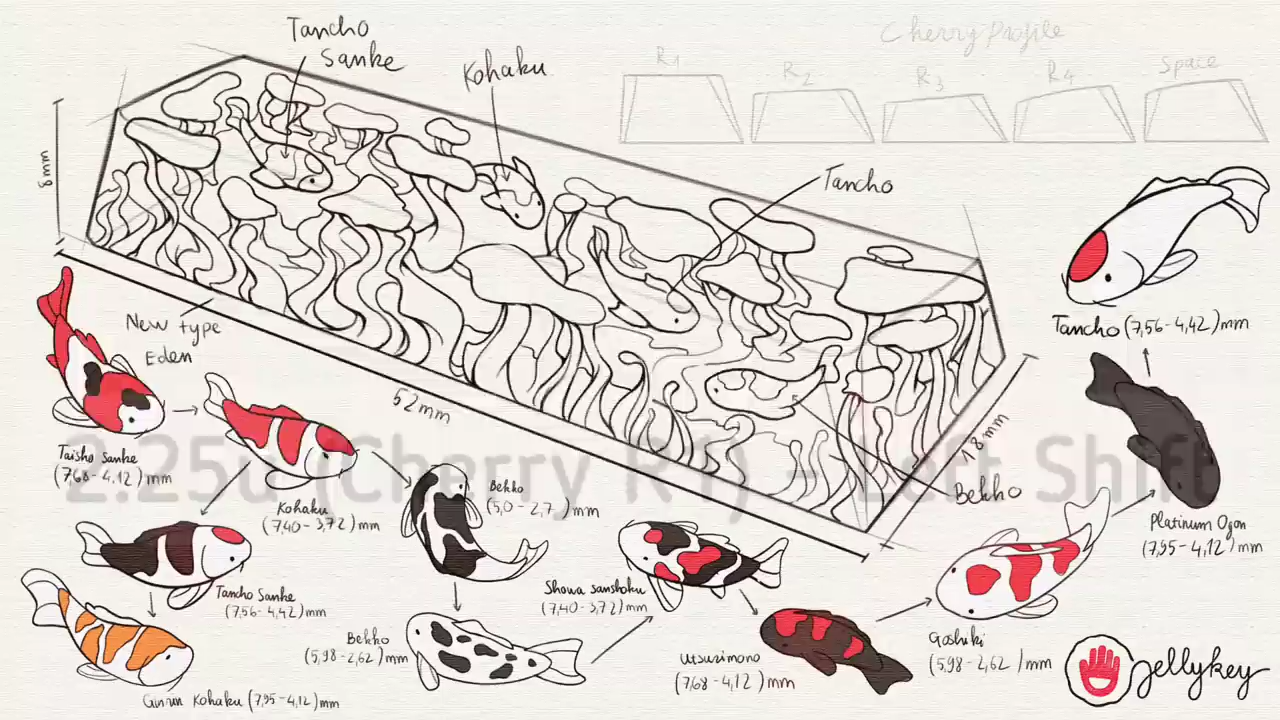 Cherry Profile
R1
R2
R3
R4
Space
Tancho
Sanke
Kohaku
Tancho
8mm
New type
Eden
52mm
18mm
Bekko
Tancho (7,56-4,42)mm
2.25u (Cherry R1) - Left Shift
Taisho Sanke
(7,68-4,12)mm
Kohaku
(7,40-3,72)mm
Bekko
(5,0-2,7)mm
Platinum Ogon
(7,95-4,12)mm
Tancho Sanke
(7,56-4,42)mm
Showa Sanshoku
(7,40-3,72)mm
Bekko
(5,98-2,62)mm
Utsurimono
(7,68-4,12)mm
Goshiki
(5,98-2,62)mm
Ginrin Kohaku (7,95-4,12)mm
jellykey